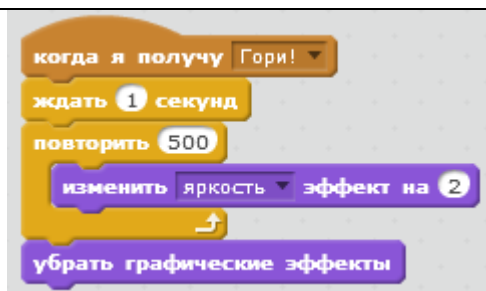 когда я получу Гори!
ждать 1 секунд
повторить 500
изменить яркость эффект на 2
убрать графические эффекты